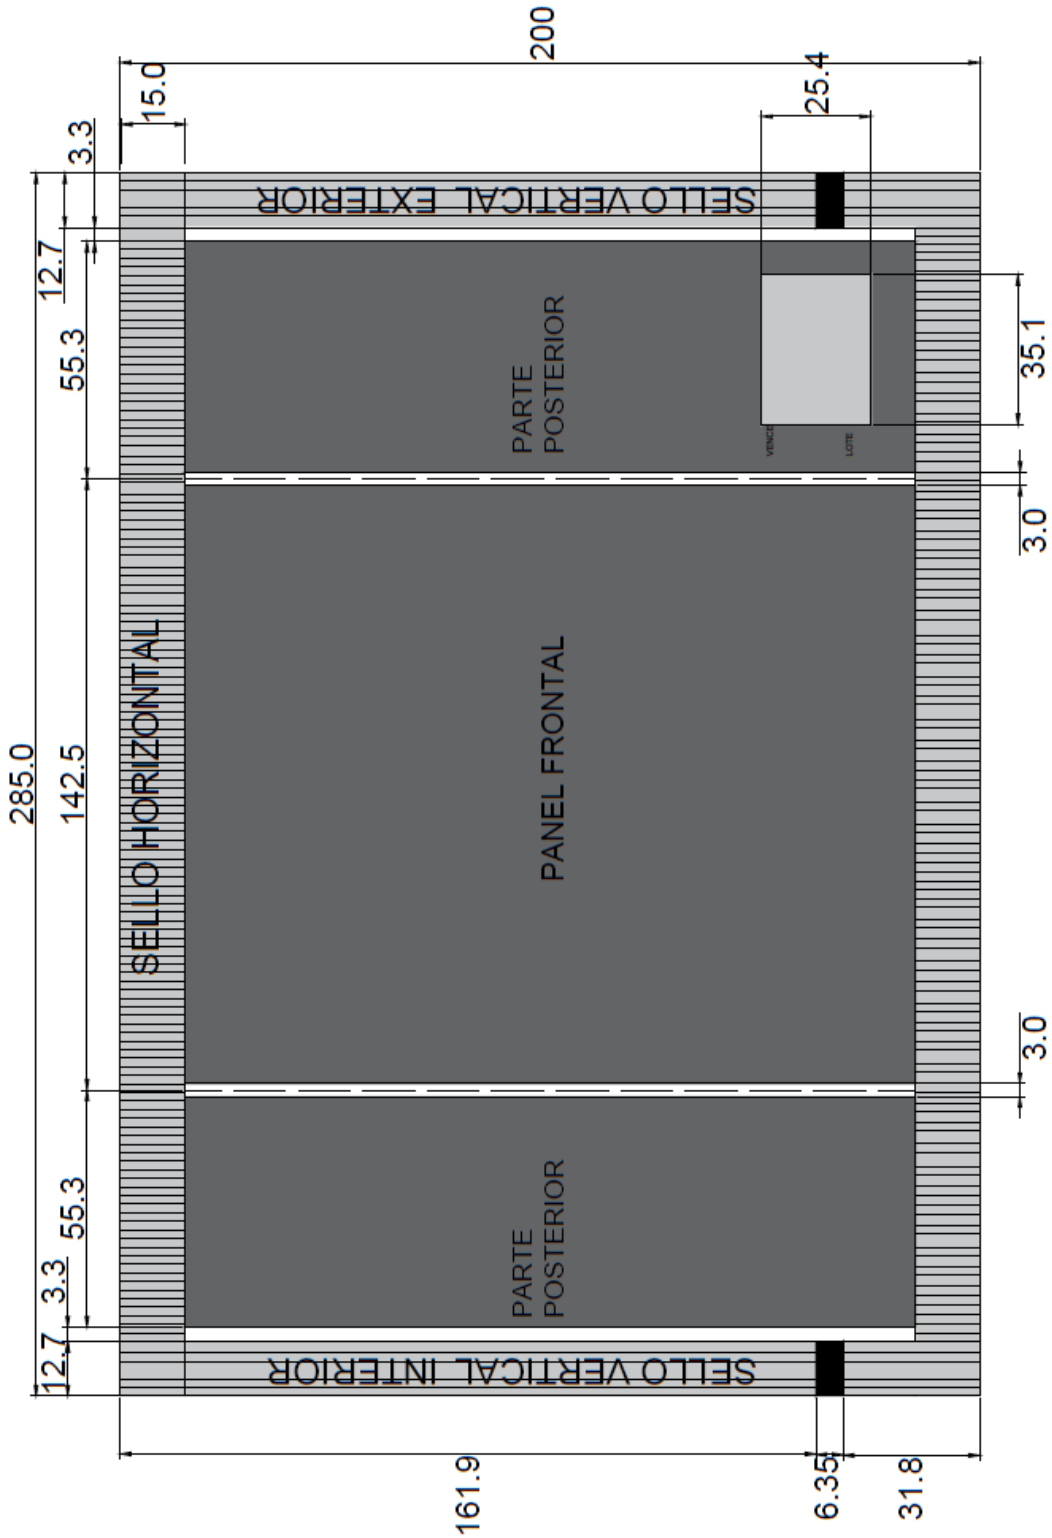 285.0
142.5
55.3
3.3
12.7
55.3
12.7
3.3
15.0
200
25.4
35.1
3.0
3.0
161.9
6.35
31.8
SELLO HORIZONTAL
SELLO VERTICAL INTERIOR
SELLO VERTICAL EXTERIOR
PARTE
POSTERIOR
PANEL FRONTAL
PARTE
POSTERIOR
VENCE
LOTE